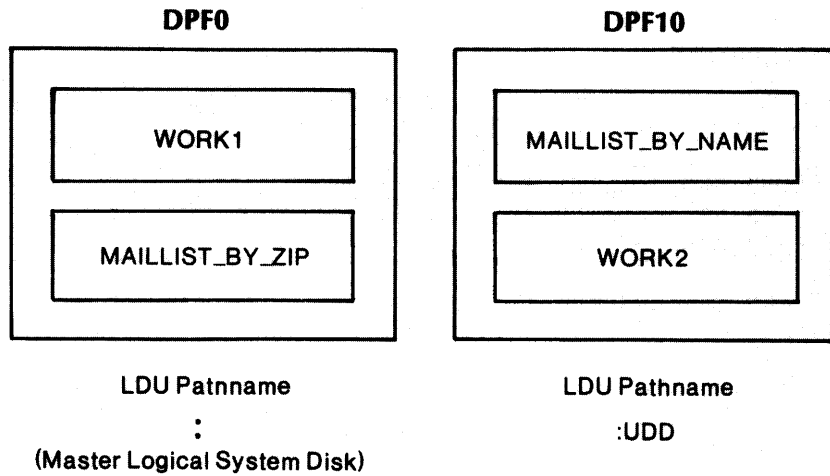 DPF0
WORK1
MAILLIST_BY_ZIP
LDU Patnname
:
(Master Logical System Disk)
DPF10
MAILLIST_BY_NAME
WORK2
LDU Pathname
:UDD